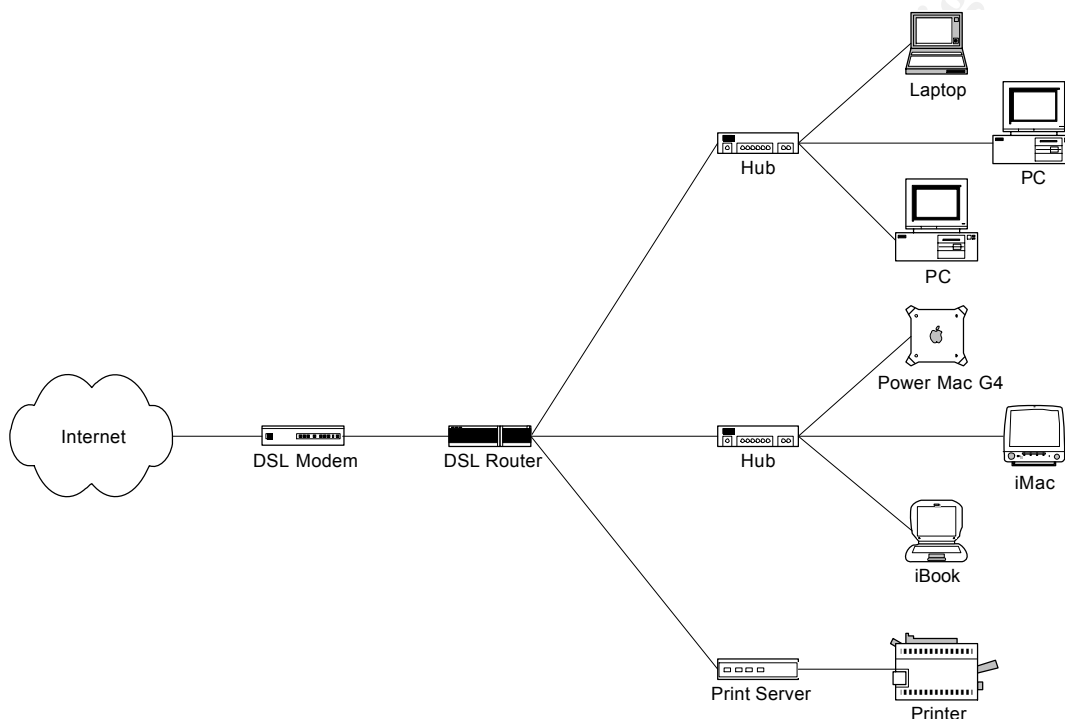 Laptop
Hub
PC
PC
Power Mac G4
Internet
DSL Modem
DSL Router
Hub
iMac
iBook
Print Server
Printer